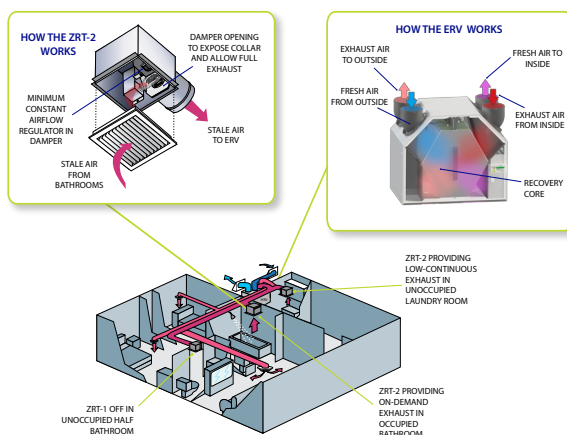 HOW THE ZRT-2
WORKS
DAMPER OPENING
TO EXPOSE COLLAR
AND ALLOW FULL
EXHAUST
MINIMUM
CONSTANT
AIRFLOW
REGULATOR IN
DAMPER
STALE AIR
TO ERV
STALE AIR
FROM
BATHROOMS
HOW THE ERV WORKS
EXHAUST AIR
TO OUTSIDE
FRESH AIR
FROM OUTSIDE
FRESH AIR TO
INSIDE
EXHAUST AIR
FROM INSIDE
RECOVERY
CORE
ZRT-2 PROVIDING
LOW-CONTINUOUS
EXHAUST IN
UNOCCUPIED
LAUNDRY ROOM
ZRT-1 OFF IN
UNOCCUPIED HALF
BATHROOM
ZRT-2 PROVIDING
ON-DEMAND
EXHAUST IN
OCCUPIED
BATHROOM